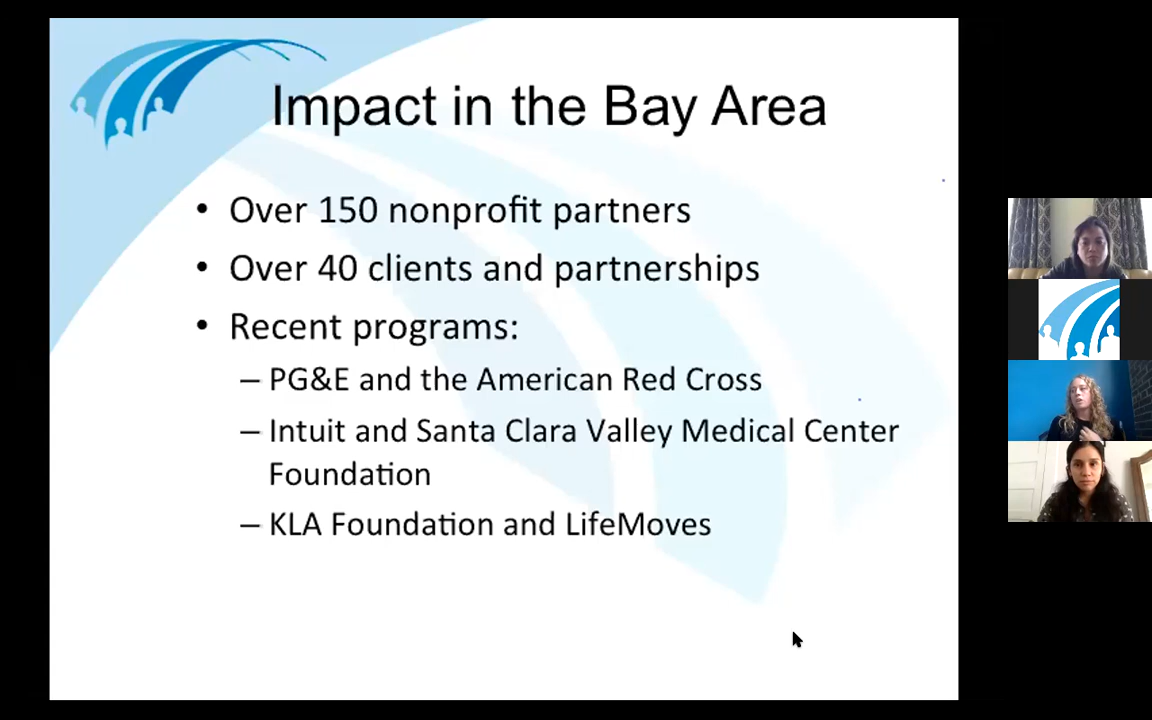 Impact in the Bay Area
• Over 150 nonprofit partners
• Over 40 clients and partnerships
• Recent programs:
– PG&E and the American Red Cross
– Intuit and Santa Clara Valley Medical Center
Foundation
– KLA Foundation and LifeMoves